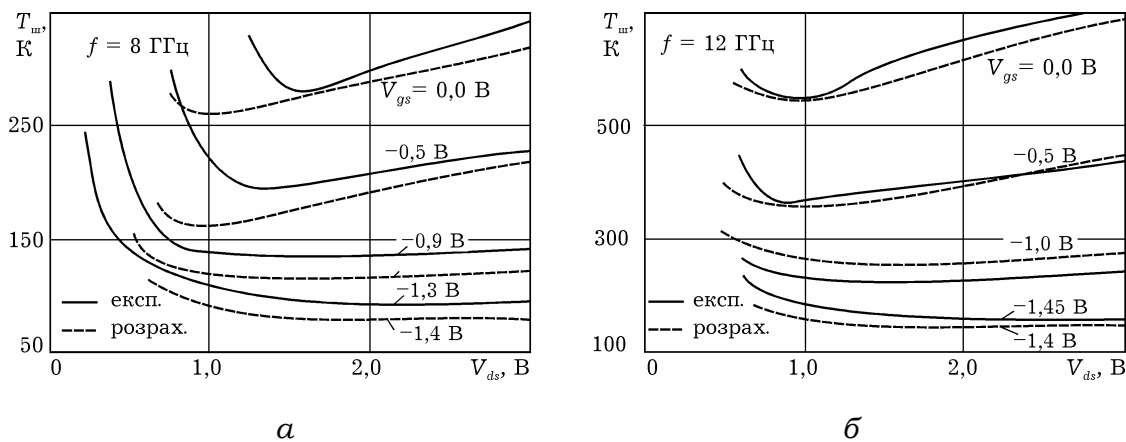 Tш,
К
f = 8 ГГц
Vgs= 0,0 В
250
−0,5 В
150
−0,9 В
−1,3 В
експ.
розрах.
−1,4 В
50
0
1,0
2,0
Vds, В
а
Tш,
К
f = 12 ГГц
Vgs= 0,0 В
500
−0,5 В
300
−1,0 В
експ.
−1,45 В
розрах.
−1,4 В
100
0
1,0
2,0
Vds, В
б